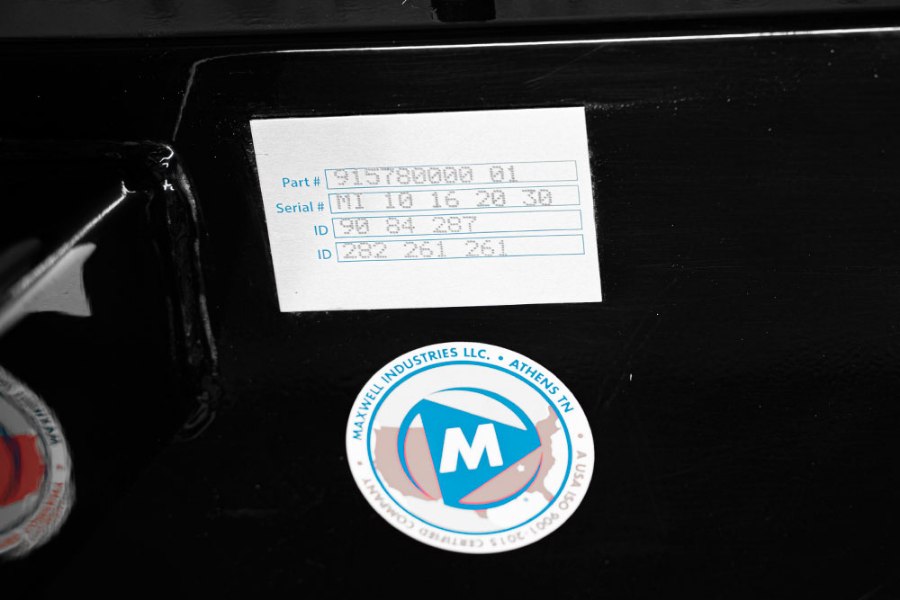 Part # 915780000 01
Serial # MI 10 16 20 30
ID 90 84 287
ID 282 261 261
MAXWELL INDUSTRIES LLC. • ATHENS TN
• A USA ISO 9001-2015 CERTIFIED COMPANY •
M